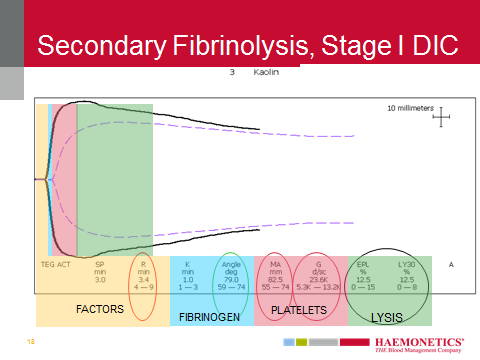 Secondary Fibrinolysis, Stage I DIC
3 Kaolin
10 millimeters
TEG ACT SP R K Angle MA G EPL LY30 A
min min min deg mm d/sc % %
3.0 3.4 1.0 79.0 82.5 23.6K 12.5 12.5
4 — 9 1 — 3 59 — 74 55 — 74 5.3K — 13.2K 0 — 15 0 — 8
FACTORS FIBRINOGEN PLATELETS LYSIS
18
HAEMONETICS®
THE Blood Management Company